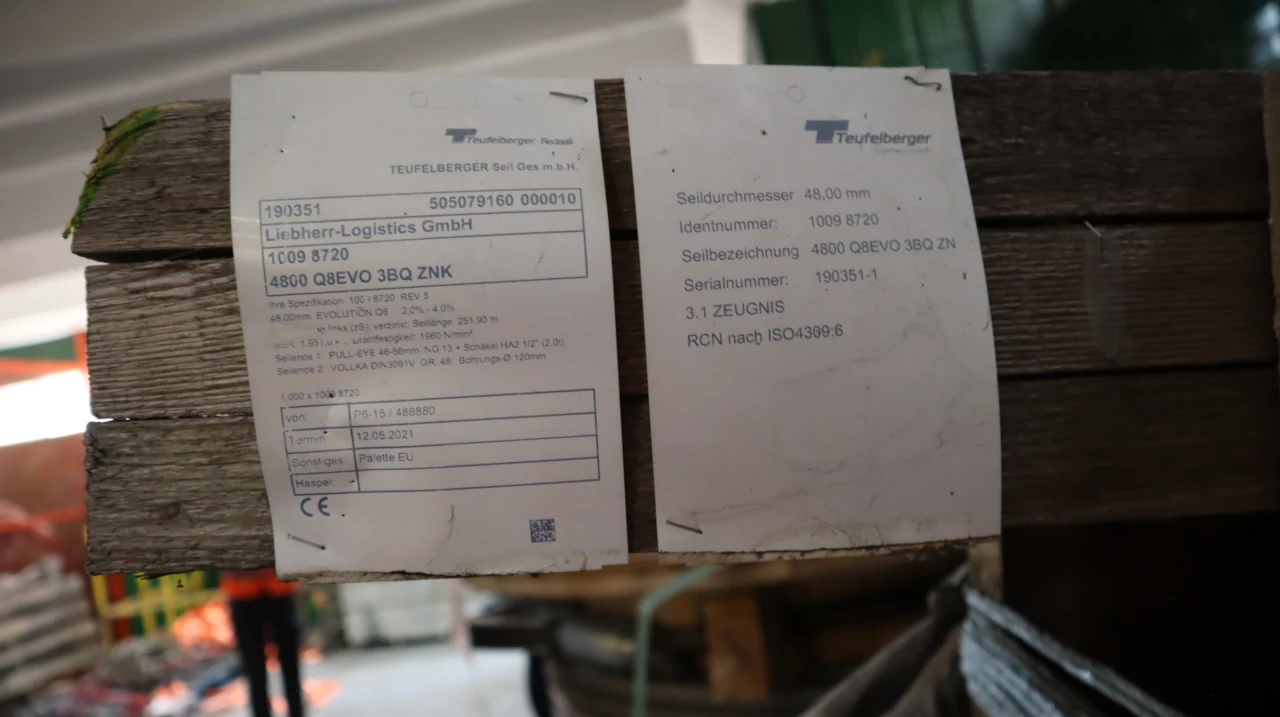 Teufelberger Redaelli
TEUFELBERGER Seil Ges.m.b.H.
190351 505079160 000010
Liebherr-Logistics GmbH
1009 8720
4800 Q8EVO 3BQ ZNK
Ihre Spezifikation 8720 REV 5
48,00mm EVOLUTION Q8 2,0% - 4,0%
links (zS); verzinkt; Seillänge: 251,90 m
1960 N/mm²
Seilende 1 PULL-EYE 46-56mm NG 13 + Schäkel HA2 1/2" (2,0t)
Seilende 2 VOLLKA DIN3091V GR. 48, Bohrungs-Ø 120mm
1,000 x 1009 8720
von: P6-15 / 488880
Termin 12.05.2021
Sonstiges Palette EU
Haspel:
CE
Teufelberger
Seildurchmesser 48,00 mm
Identnummer: 1009 8720
Seilbezeichnung 4800 Q8EVO 3BQ ZN
Serialnummer: 190351-1
3.1 ZEUGNIS
RCN nach ISO4309:6